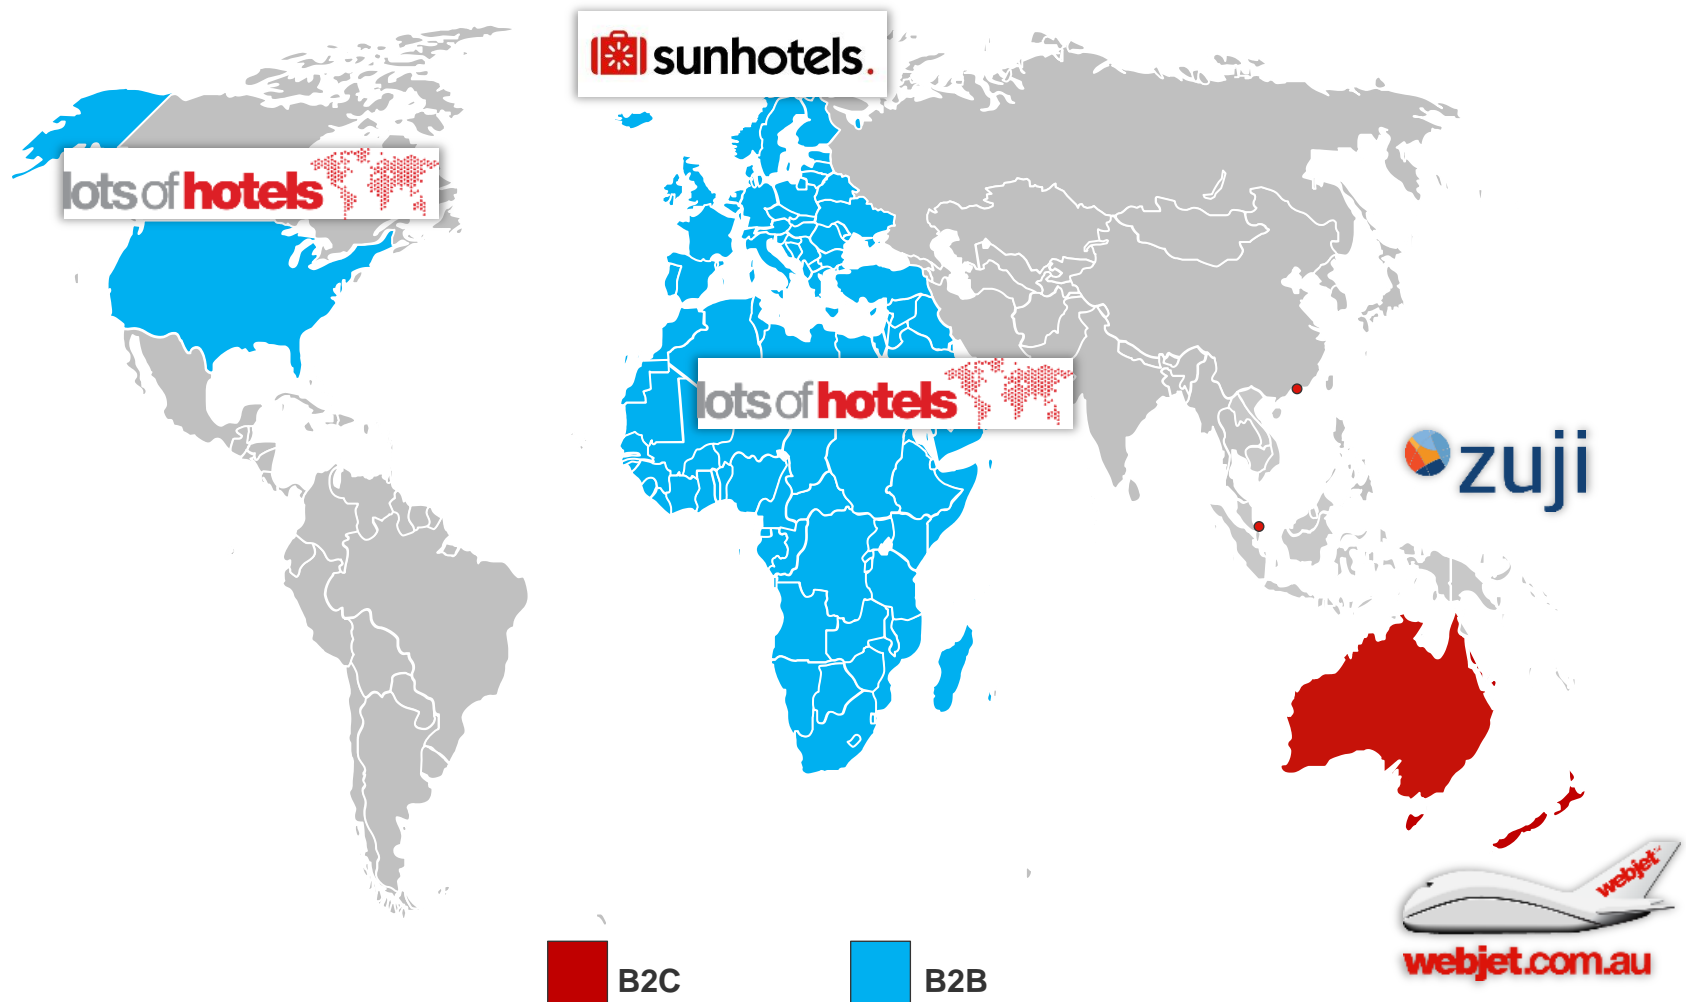 sunhotels.
lots of hotels
lots of hotels
zuji
webjet
webjet.com.au
B2C
B2B